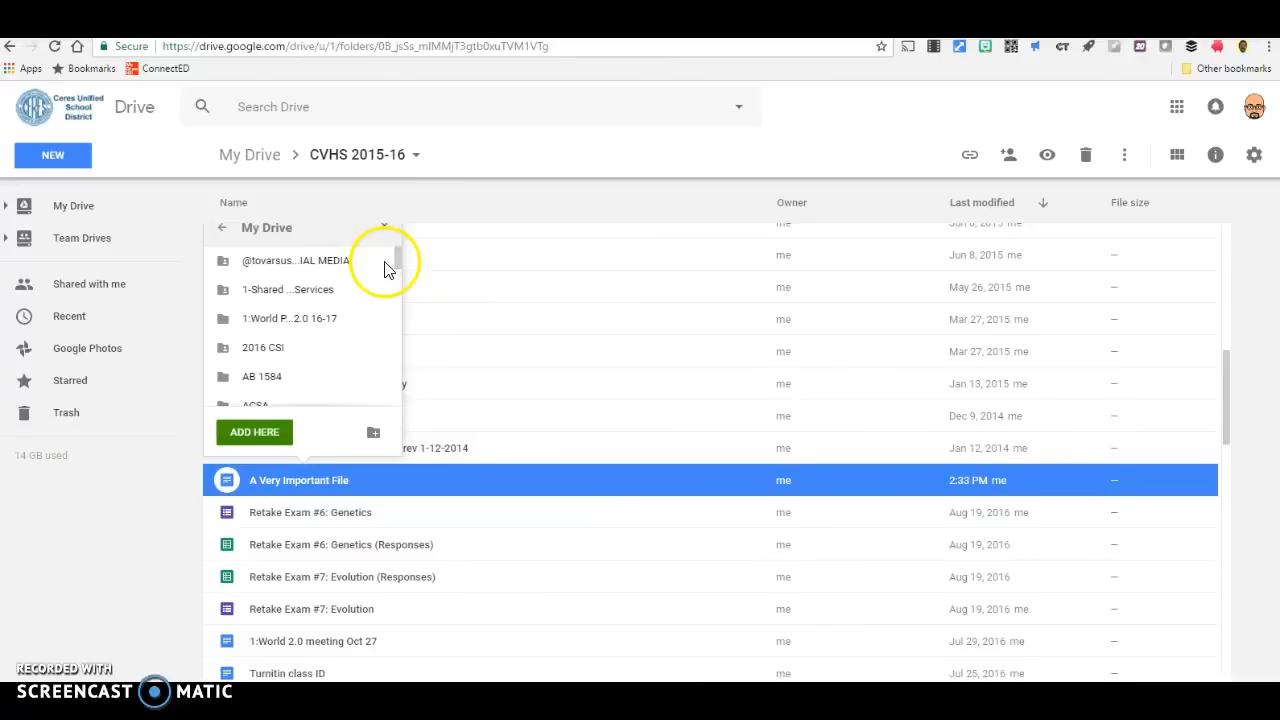 Secure https://drive.google.com/drive/u/1/folders/0B_jsSs_mIMMjT3gtb0xuTVM1VTg
Apps Bookmarks ConnectED Other bookmarks
Ceres Unified School District Drive Search Drive
NEW My Drive > CVHS 2015-16
Name Owner Last modified File size
My Drive
Team Drives
Shared with me
Recent
Google Photos
Starred
Trash
14 GB used
My Drive
@tovarsus...IAL MEDIA
1-Shared ...Services
1:World P...2.0 16-17
2016 CSI
AB 1584
ACSA
ADD HERE
me Jun 8, 2015 me —
me May 26, 2015 me —
me Mar 27, 2015 me —
me Mar 27, 2015 me —
y me Jan 13, 2015 me —
me Dec 9, 2014 me —
rev 1-12-2014 me Jan 12, 2014 me —
A Very Important File me 2:33 PM me —
Retake Exam #6: Genetics me Aug 19, 2016 me —
Retake Exam #6: Genetics (Responses) me Aug 19, 2016 —
Retake Exam #7: Evolution (Responses) me Aug 19, 2016 —
Retake Exam #7: Evolution me Aug 19, 2016 me —
1:World 2.0 meeting Oct 27 me Jul 29, 2016 me —
Turnitin class ID me Jul 25, 2016 me —
RECORDED WITH
SCREENCAST MATIC